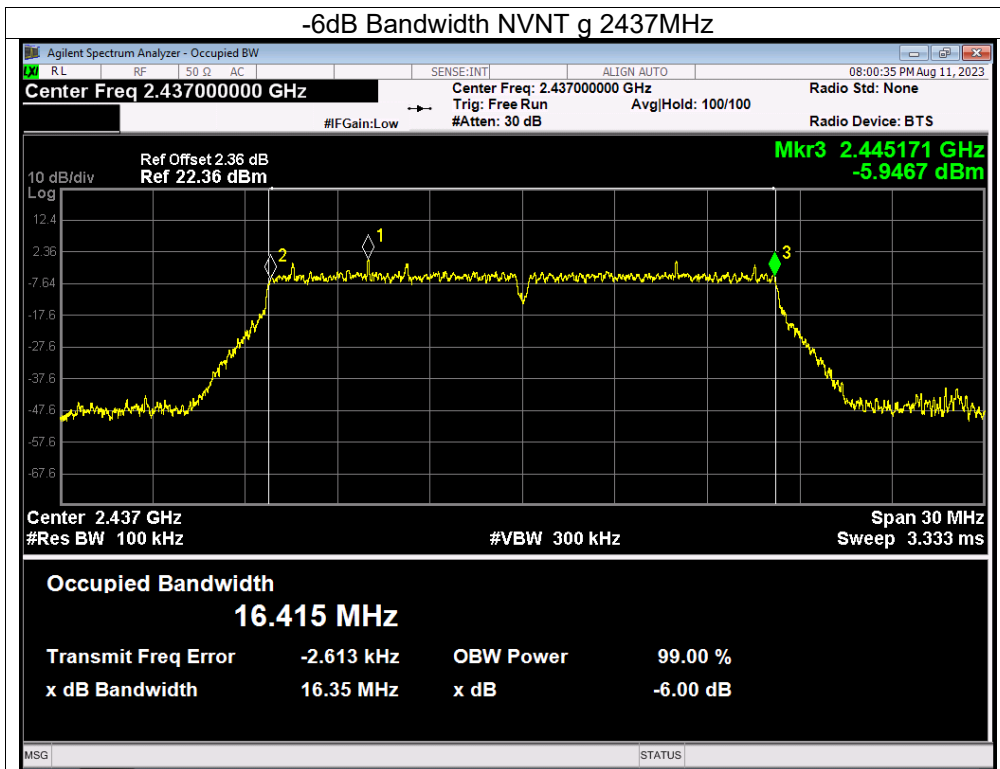 -6dB Bandwidth NVNT g 2437MHz
Agilent Spectrum Analyzer - Occupied BW
LXI RL RF 50 Ω AC SENSE:INT ALIGN AUTO 08:00:35 PM Aug 11, 2023
Center Freq 2.437000000 GHz Center Freq: 2.437000000 GHz Radio Std: None
Trig: Free Run Avg|Hold: 100/100
#IFGain:Low #Atten: 30 dB Radio Device: BTS
Mkr3 2.445171 GHz
-5.9467 dBm
Ref Offset 2.36 dB
10 dB/div Ref 22.36 dBm
Log
12.4
2.36
-7.64
-17.6
-27.6
-37.6
-47.6
-57.6
-67.6
1
2
3
Center 2.437 GHz Span 30 MHz
#Res BW 100 kHz #VBW 300 kHz Sweep 3.333 ms
Occupied Bandwidth
16.415 MHz
Transmit Freq Error -2.613 kHz OBW Power 99.00 %
x dB Bandwidth 16.35 MHz x dB -6.00 dB
MSG STATUS